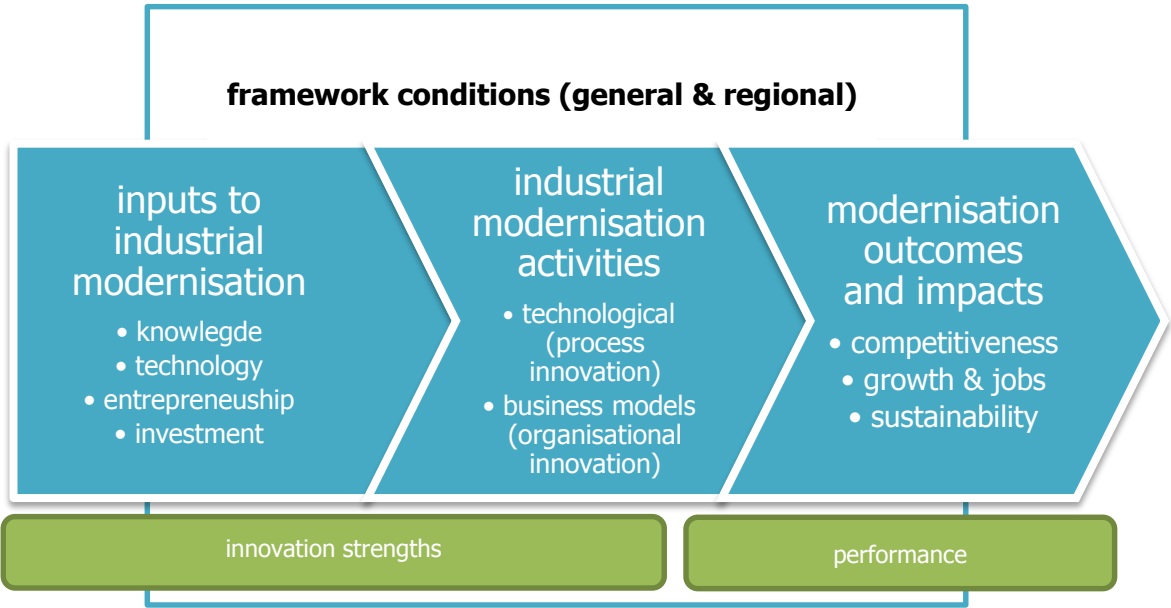 framework conditions (general & regional)
inputs to
industrial
modernisation
• knowlegde
• technology
• entrepreneuship
• investment
industrial
modernisation
activities
• technological
(process
innovation)
• business models
(organisational
innovation)
modernisation
outcomes
and impacts
• competitiveness
• growth & jobs
• sustainability
innovation strengths
performance